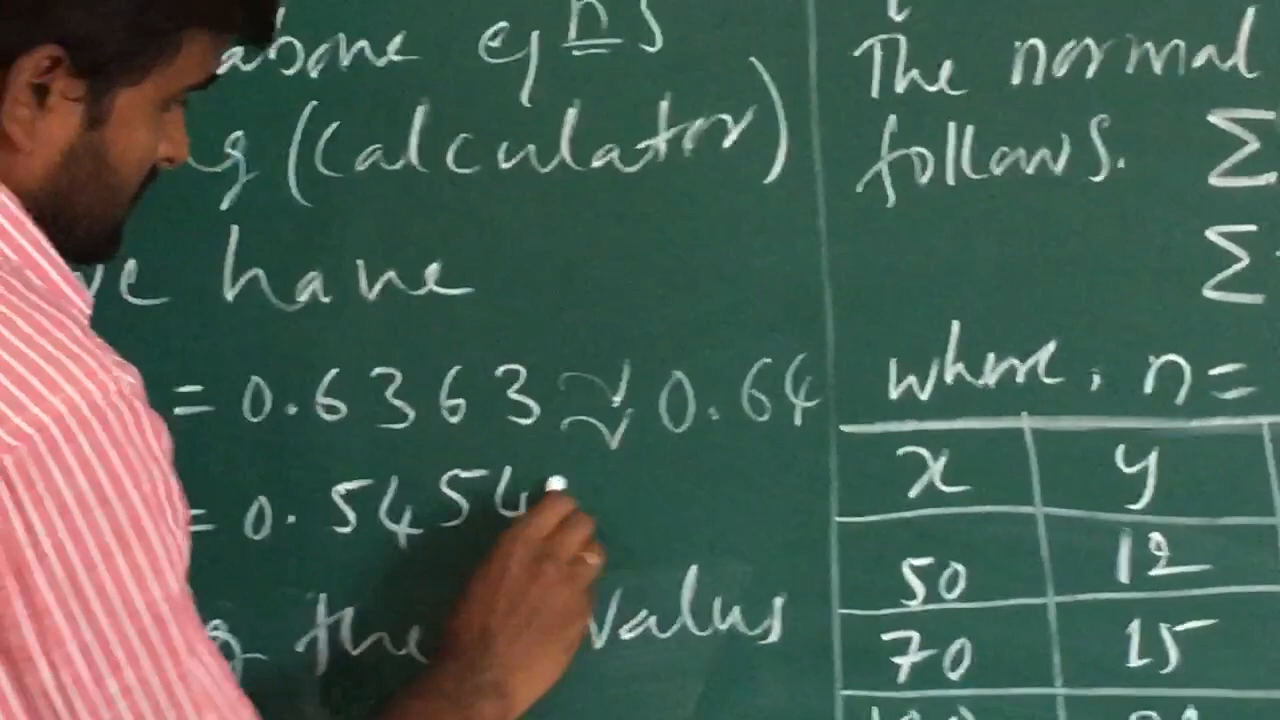 above eqns
(calculator)
we have
= 0.6363 ≈ 0.64
= 0.5454
the values
The normal
follows. Σ
Σ
where, n=
x y
50 12
70 15